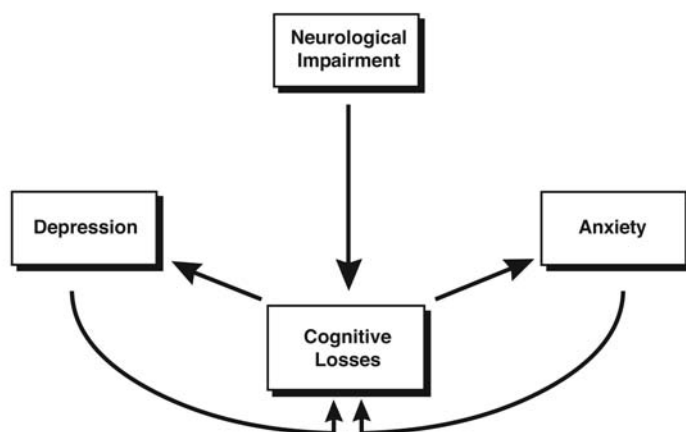 Neurological
Impairment
Depression
Anxiety
Cognitive
Losses